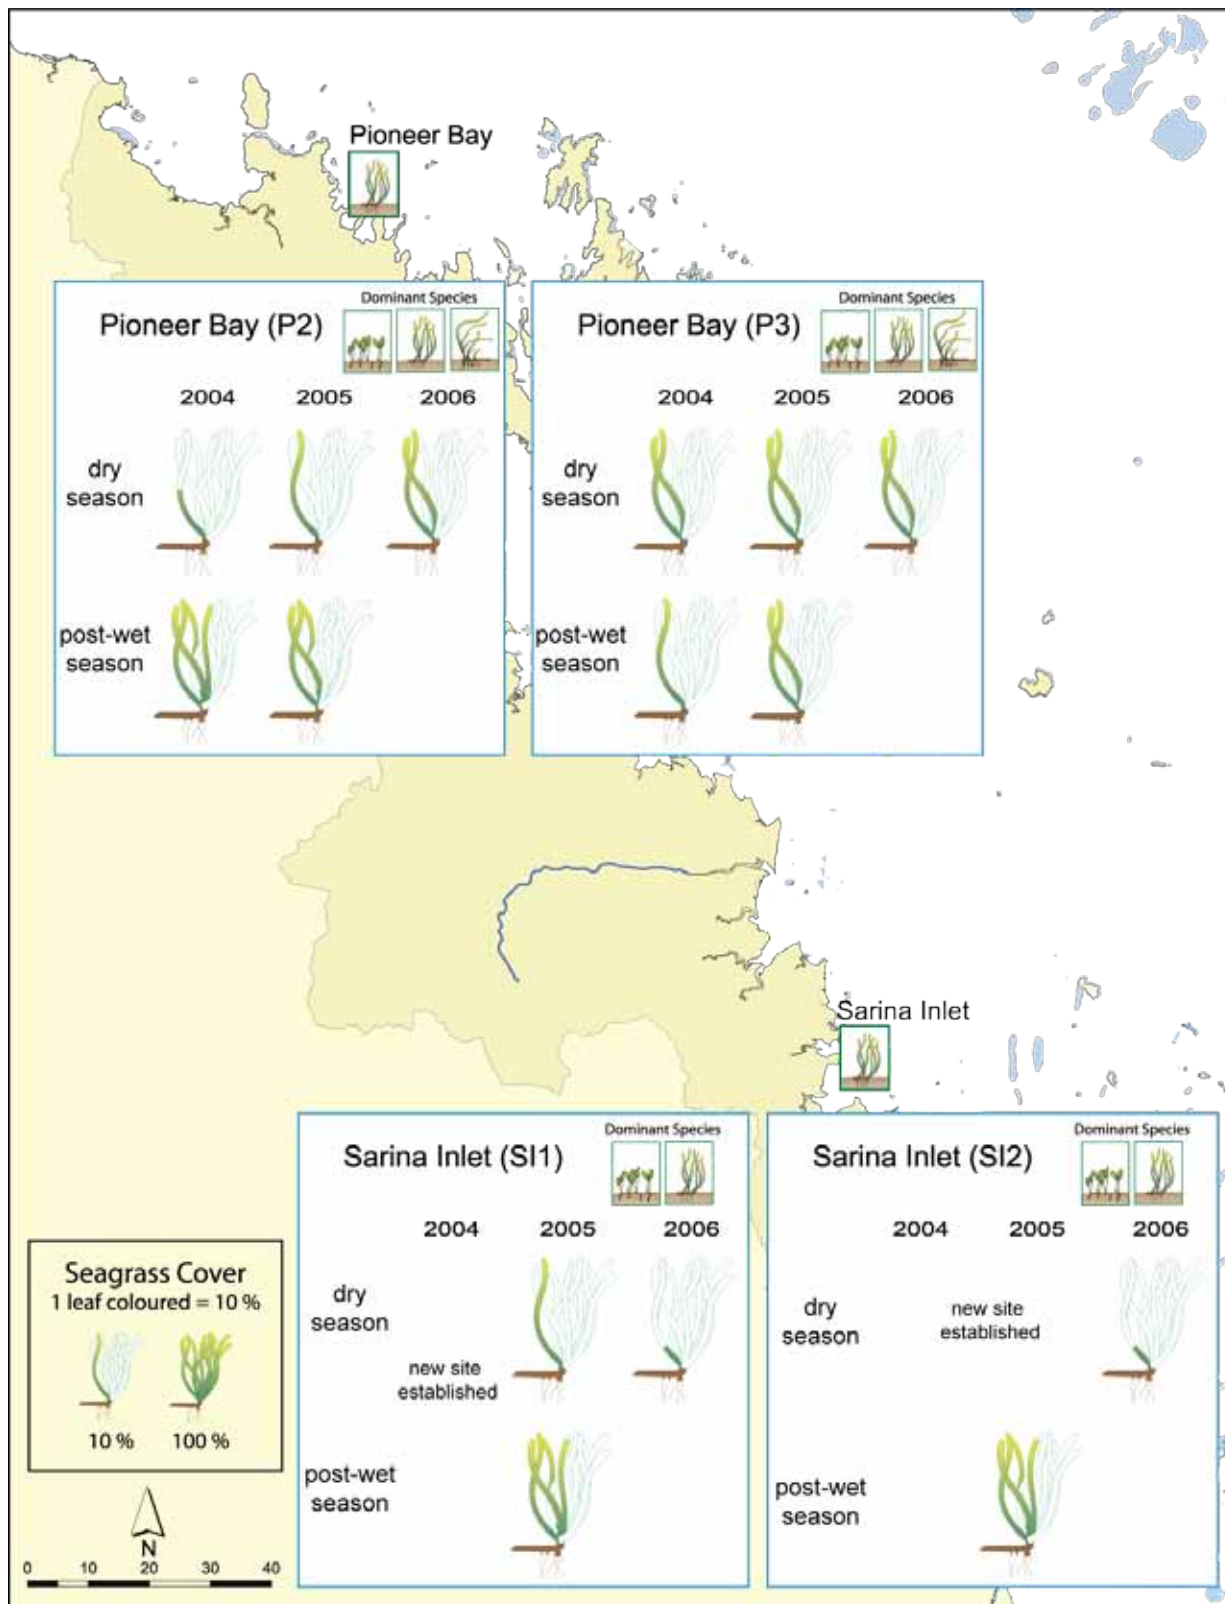 Pioneer Bay
Dominant Species
Pioneer Bay (P2)
2004 2005 2006
dry
season
post-wet
season
Dominant Species
Pioneer Bay (P3)
2004 2005 2006
dry
season
post-wet
season
Sarina Inlet
Dominant Species
Sarina Inlet (SI1)
2004 2005 2006
dry
season
new site
established
post-wet
season
Dominant Species
Sarina Inlet (SI2)
2004 2005 2006
dry
season
new site
established
post-wet
season
Seagrass Cover
1 leaf coloured = 10 %
10 % 100 %
N
0 10 20 30 40